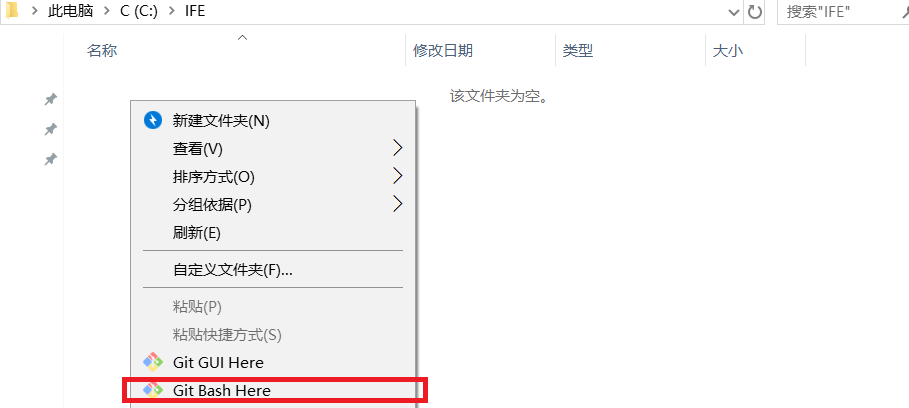 此电脑 > C (C:) > IFE
搜索"IFE"
名称 修改日期 类型 大小
该文件夹为空。
新建文件夹(N)
查看(V)
排序方式(O)
分组依据(P)
刷新(E)
自定义文件夹(F)...
粘贴(P)
粘贴快捷方式(S)
Git GUI Here
Git Bash Here